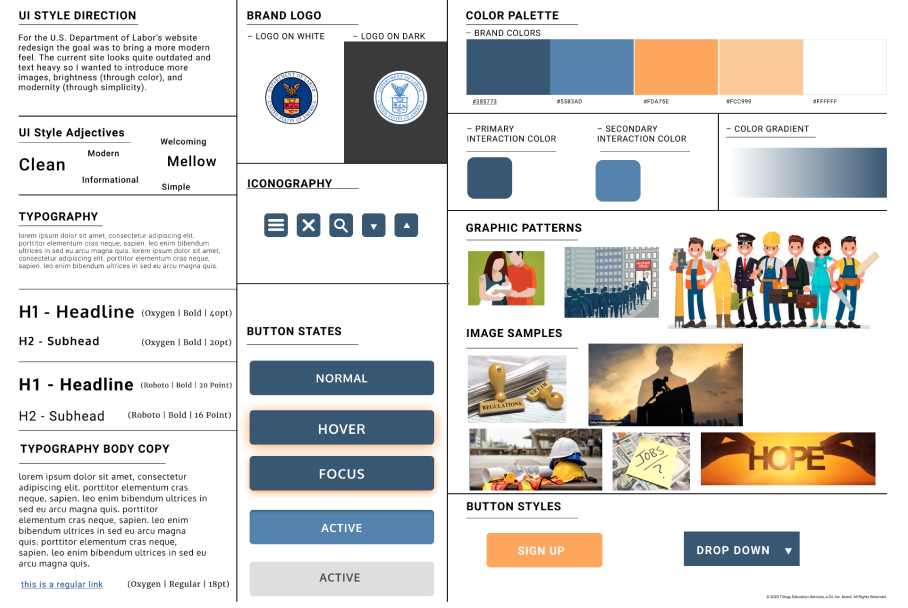 UI STYLE DIRECTION
For the U.S. Department of Labor's website
redesign the goal was to bring a more modern
feel. The current site looks quite outdated and
text heavy so I wanted to introduce more
images, brightness (through color), and
modernity (through simplicity).
UI Style Adjectives
Welcoming
Modern
Clean
Mellow
Informational
Simple
TYPOGRAPHY
lorem ipsum dolor sit amet, consectetur adipiscing elit.
porttitor elementum cras neque, sapien. leo enim bibendum
ultrices in sed eu arcu magna quis. lorem ipsum dolor sit amet,
consectetur adipiscing elit. porttitor elementum cras neque,
sapien. leo enim bibendum ultrices in sed eu arcu magna quis.
H1 - Headline (Oxygen | Bold | 40pt)
H2 - Subhead (Oxygen | Bold | 20pt)
H1 - Headline (Roboto | Bold | 20 Point)
H2 - Subhead (Roboto | Bold | 16 Point)
TYPOGRAPHY BODY COPY
lorem ipsum dolor sit amet, consectetur
adipiscing elit. porttitor elementum cras
neque, sapien. leo enim bibendum ultrices in
sed eu arcu magna quis. porttitor
elementum cras neque, sapien. leo enim
bibendum ultrices in sed eu arcu magna
quis. porttitor elementum cras neque,
sapien. leo enim bibendum ultrices in sed eu
arcu magna quis.
this is a regular link (Oxygen | Regular | 18pt)
BRAND LOGO
– LOGO ON WHITE – LOGO ON DARK
ICONOGRAPHY
BUTTON STATES
NORMAL
HOVER
FOCUS
ACTIVE
ACTIVE
COLOR PALETTE
– BRAND COLORS
#385773 #5583AD #FDA75E #FCC999 #FFFFFF
– PRIMARY
INTERACTION COLOR
– SECONDARY
INTERACTION COLOR
– COLOR GRADIENT
GRAPHIC PATTERNS
IMAGE SAMPLES
REGULATIONS
JOBS
?
HOPE
BUTTON STYLES
SIGN UP
DROP DOWN
© 2020 Trilogy Education Services, a 2U, Inc. brand. All Rights Reserved.